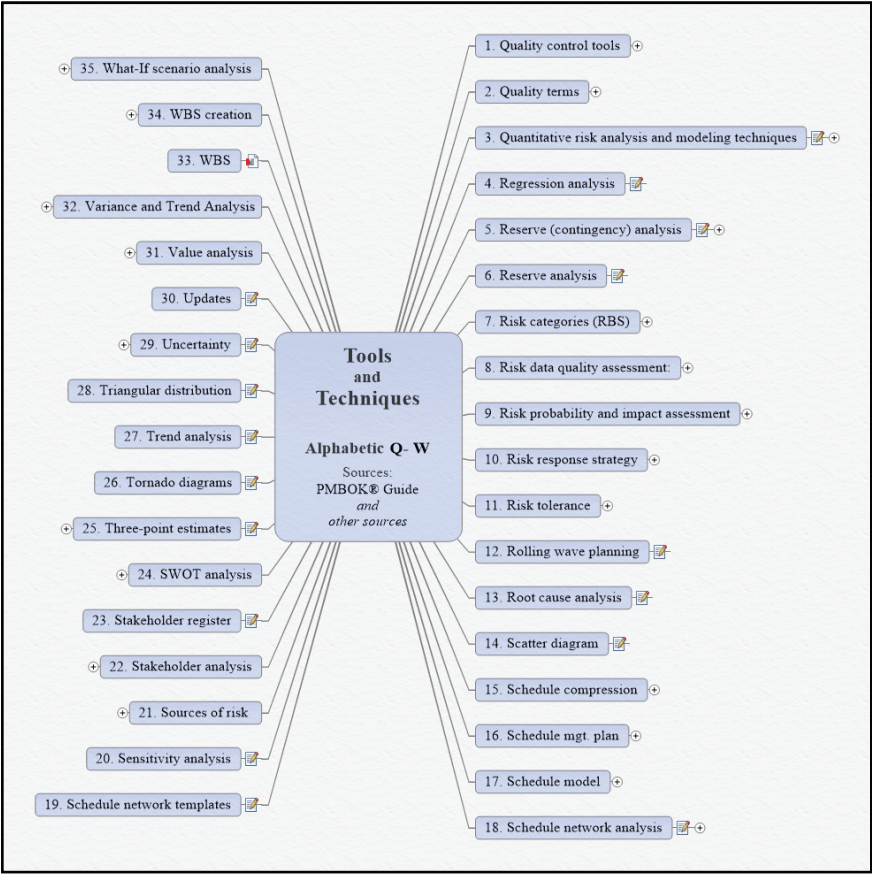 Tools
and
Techniques
Alphabetic Q- W
Sources:
PMBOK® Guide
and
other sources
1. Quality control tools
2. Quality terms
3. Quantitative risk analysis and modeling techniques
4. Regression analysis
5. Reserve (contingency) analysis
6. Reserve analysis
7. Risk categories (RBS)
8. Risk data quality assessment:
9. Risk probability and impact assessment
10. Risk response strategy
11. Risk tolerance
12. Rolling wave planning
13. Root cause analysis
14. Scatter diagram
15. Schedule compression
16. Schedule mgt. plan
17. Schedule model
18. Schedule network analysis
19. Schedule network templates
20. Sensitivity analysis
21. Sources of risk
22. Stakeholder analysis
23. Stakeholder register
24. SWOT analysis
25. Three-point estimates
26. Tornado diagrams
27. Trend analysis
28. Triangular distribution
29. Uncertainty
30. Updates
31. Value analysis
32. Variance and Trend Analysis
33. WBS
34. WBS creation
35. What-If scenario analysis